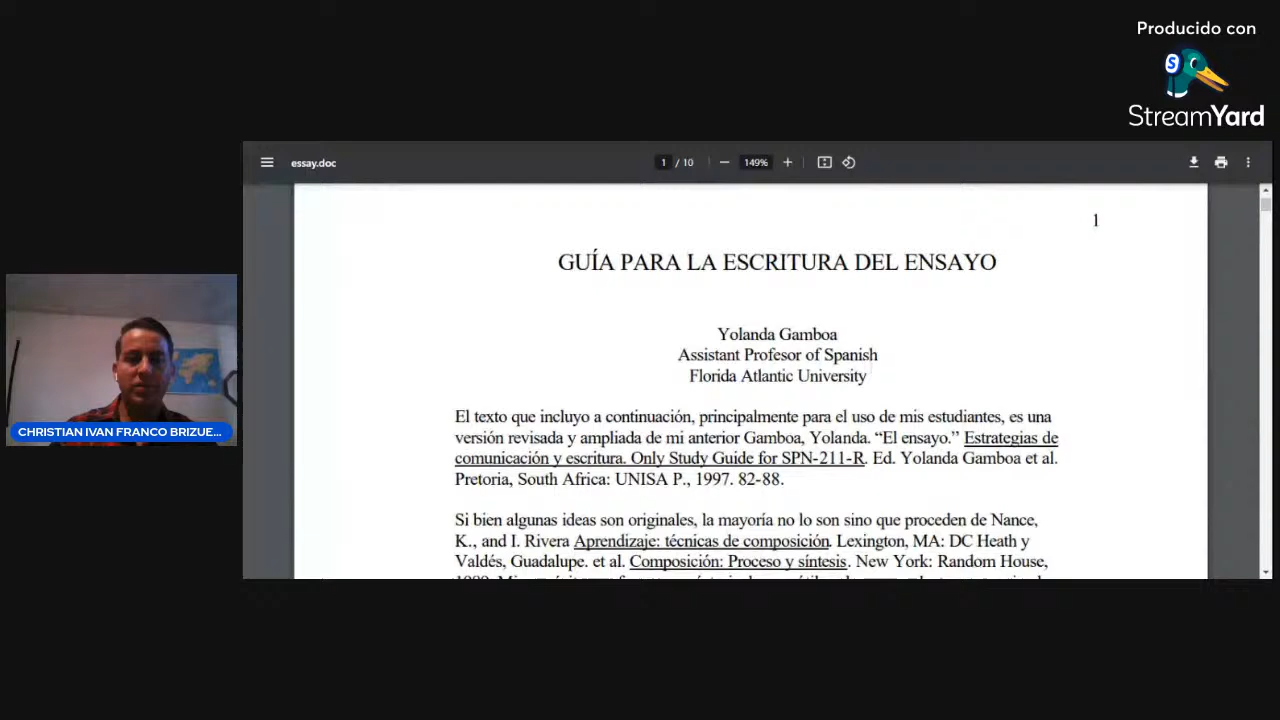 Producido con
S
StreamYard
essay.doc
1 / 10
149%
1
GUÍA PARA LA ESCRITURA DEL ENSAYO
Yolanda Gamboa
Assistant Profesor of Spanish
Florida Atlantic University
El texto que incluyo a continuación, principalmente para el uso de mis estudiantes, es una
versión revisada y ampliada de mi anterior Gamboa, Yolanda. “El ensayo.” Estrategias de
comunicación y escritura. Only Study Guide for SPN-211-R. Ed. Yolanda Gamboa et al.
Pretoria, South Africa: UNISA P., 1997. 82-88.
Si bien algunas ideas son originales, la mayoría no lo son sino que proceden de Nance,
K., and I. Rivera Aprendizaje: técnicas de composición. Lexington, MA: DC Heath y
Valdés, Guadalupe. et al. Composición: Proceso y síntesis. New York: Random House,
CHRISTIAN IVAN FRANCO BRIZUE...